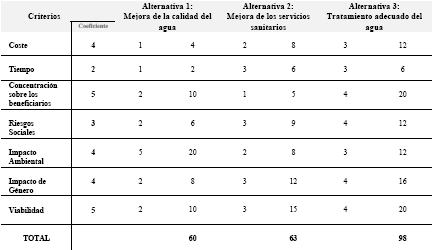 Criterios
Alternativa 1:
Mejora de la calidad del
agua
Alternativa 2:
Mejora de los servicios
sanitarios
Alternativa 3:
Tratamiento adecuado del
agua
Coeficiente
Coste 4 1 4 2 8 3 12
Tiempo 2 1 2 3 6 3 6
Concentración
sobre los
beneficiarios
5 2 10 1 5 4 20
Riesgos
Sociales
3 2 6 3 9 4 12
Impacto
Ambiental
4 5 20 2 8 3 12
Impacto de
Género
4 2 8 3 12 4 16
Viabilidad 5 2 10 3 15 4 20
TOTAL 60 63 98